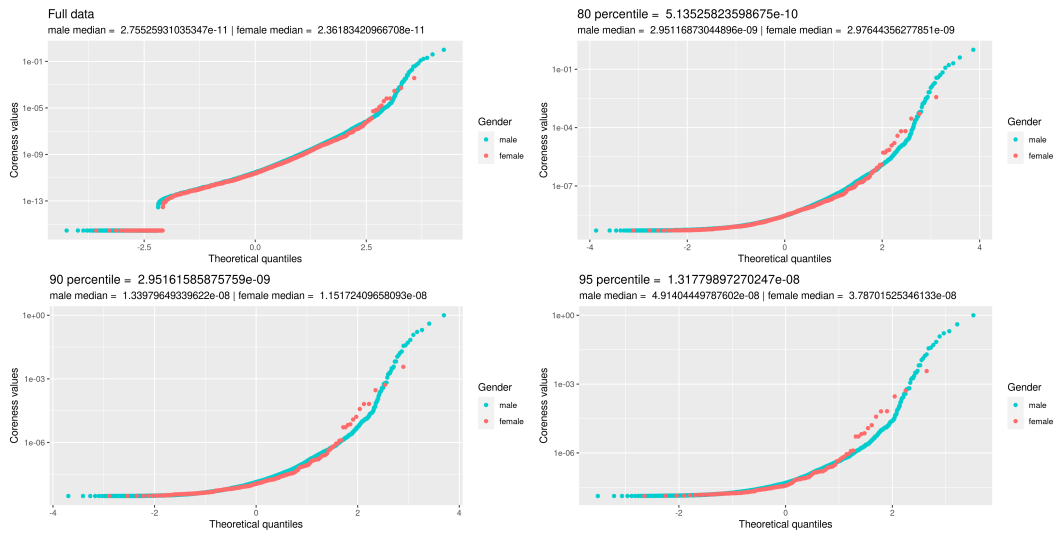 Full data
male median = 2.75525931035347e-11 | female median = 2.36183420966708e-11
1e-01
1e-05
1e-09
1e-13
Coreness values
-2.5
0.0
2.5
Theoretical quantiles
Gender
male
female
80 percentile = 5.13525823598675e-10
male median = 2.95116873044896e-09 | female median = 2.97644356277851e-09
1e-01
1e-04
1e-07
Coreness values
-4
-2
0
2
4
Theoretical quantiles
Gender
male
female
90 percentile = 2.95161585875759e-09
male median = 1.33979649339622e-08 | female median = 1.15172409658093e-08
1e+00
1e-03
1e-06
Coreness values
-4
-2
0
2
4
Theoretical quantiles
Gender
male
female
95 percentile = 1.31779897270247e-08
male median = 4.91404449787602e-08 | female median = 3.78701525346133e-08
1e+00
1e-03
1e-06
Coreness values
-2
0
2
Theoretical quantiles
Gender
male
female